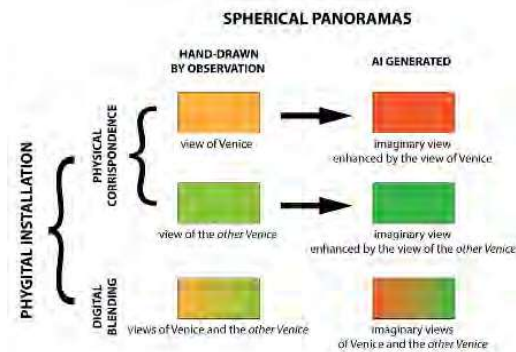 SPHERICAL PANORAMAS
HAND-DRAWN
BY OBSERVATION
AI GENERATED
PHYGITAL INSTALLATION
PHYSICAL
CORRISPONDENCE
view of Venice
imaginary view
enhanced by the view of Venice
view of the other Venice
imaginary view
enhanced by the view of the other Venice
DIGITAL
BLENDING
views of Venice and the other Venice
imaginary views
of Venice and the other Venice